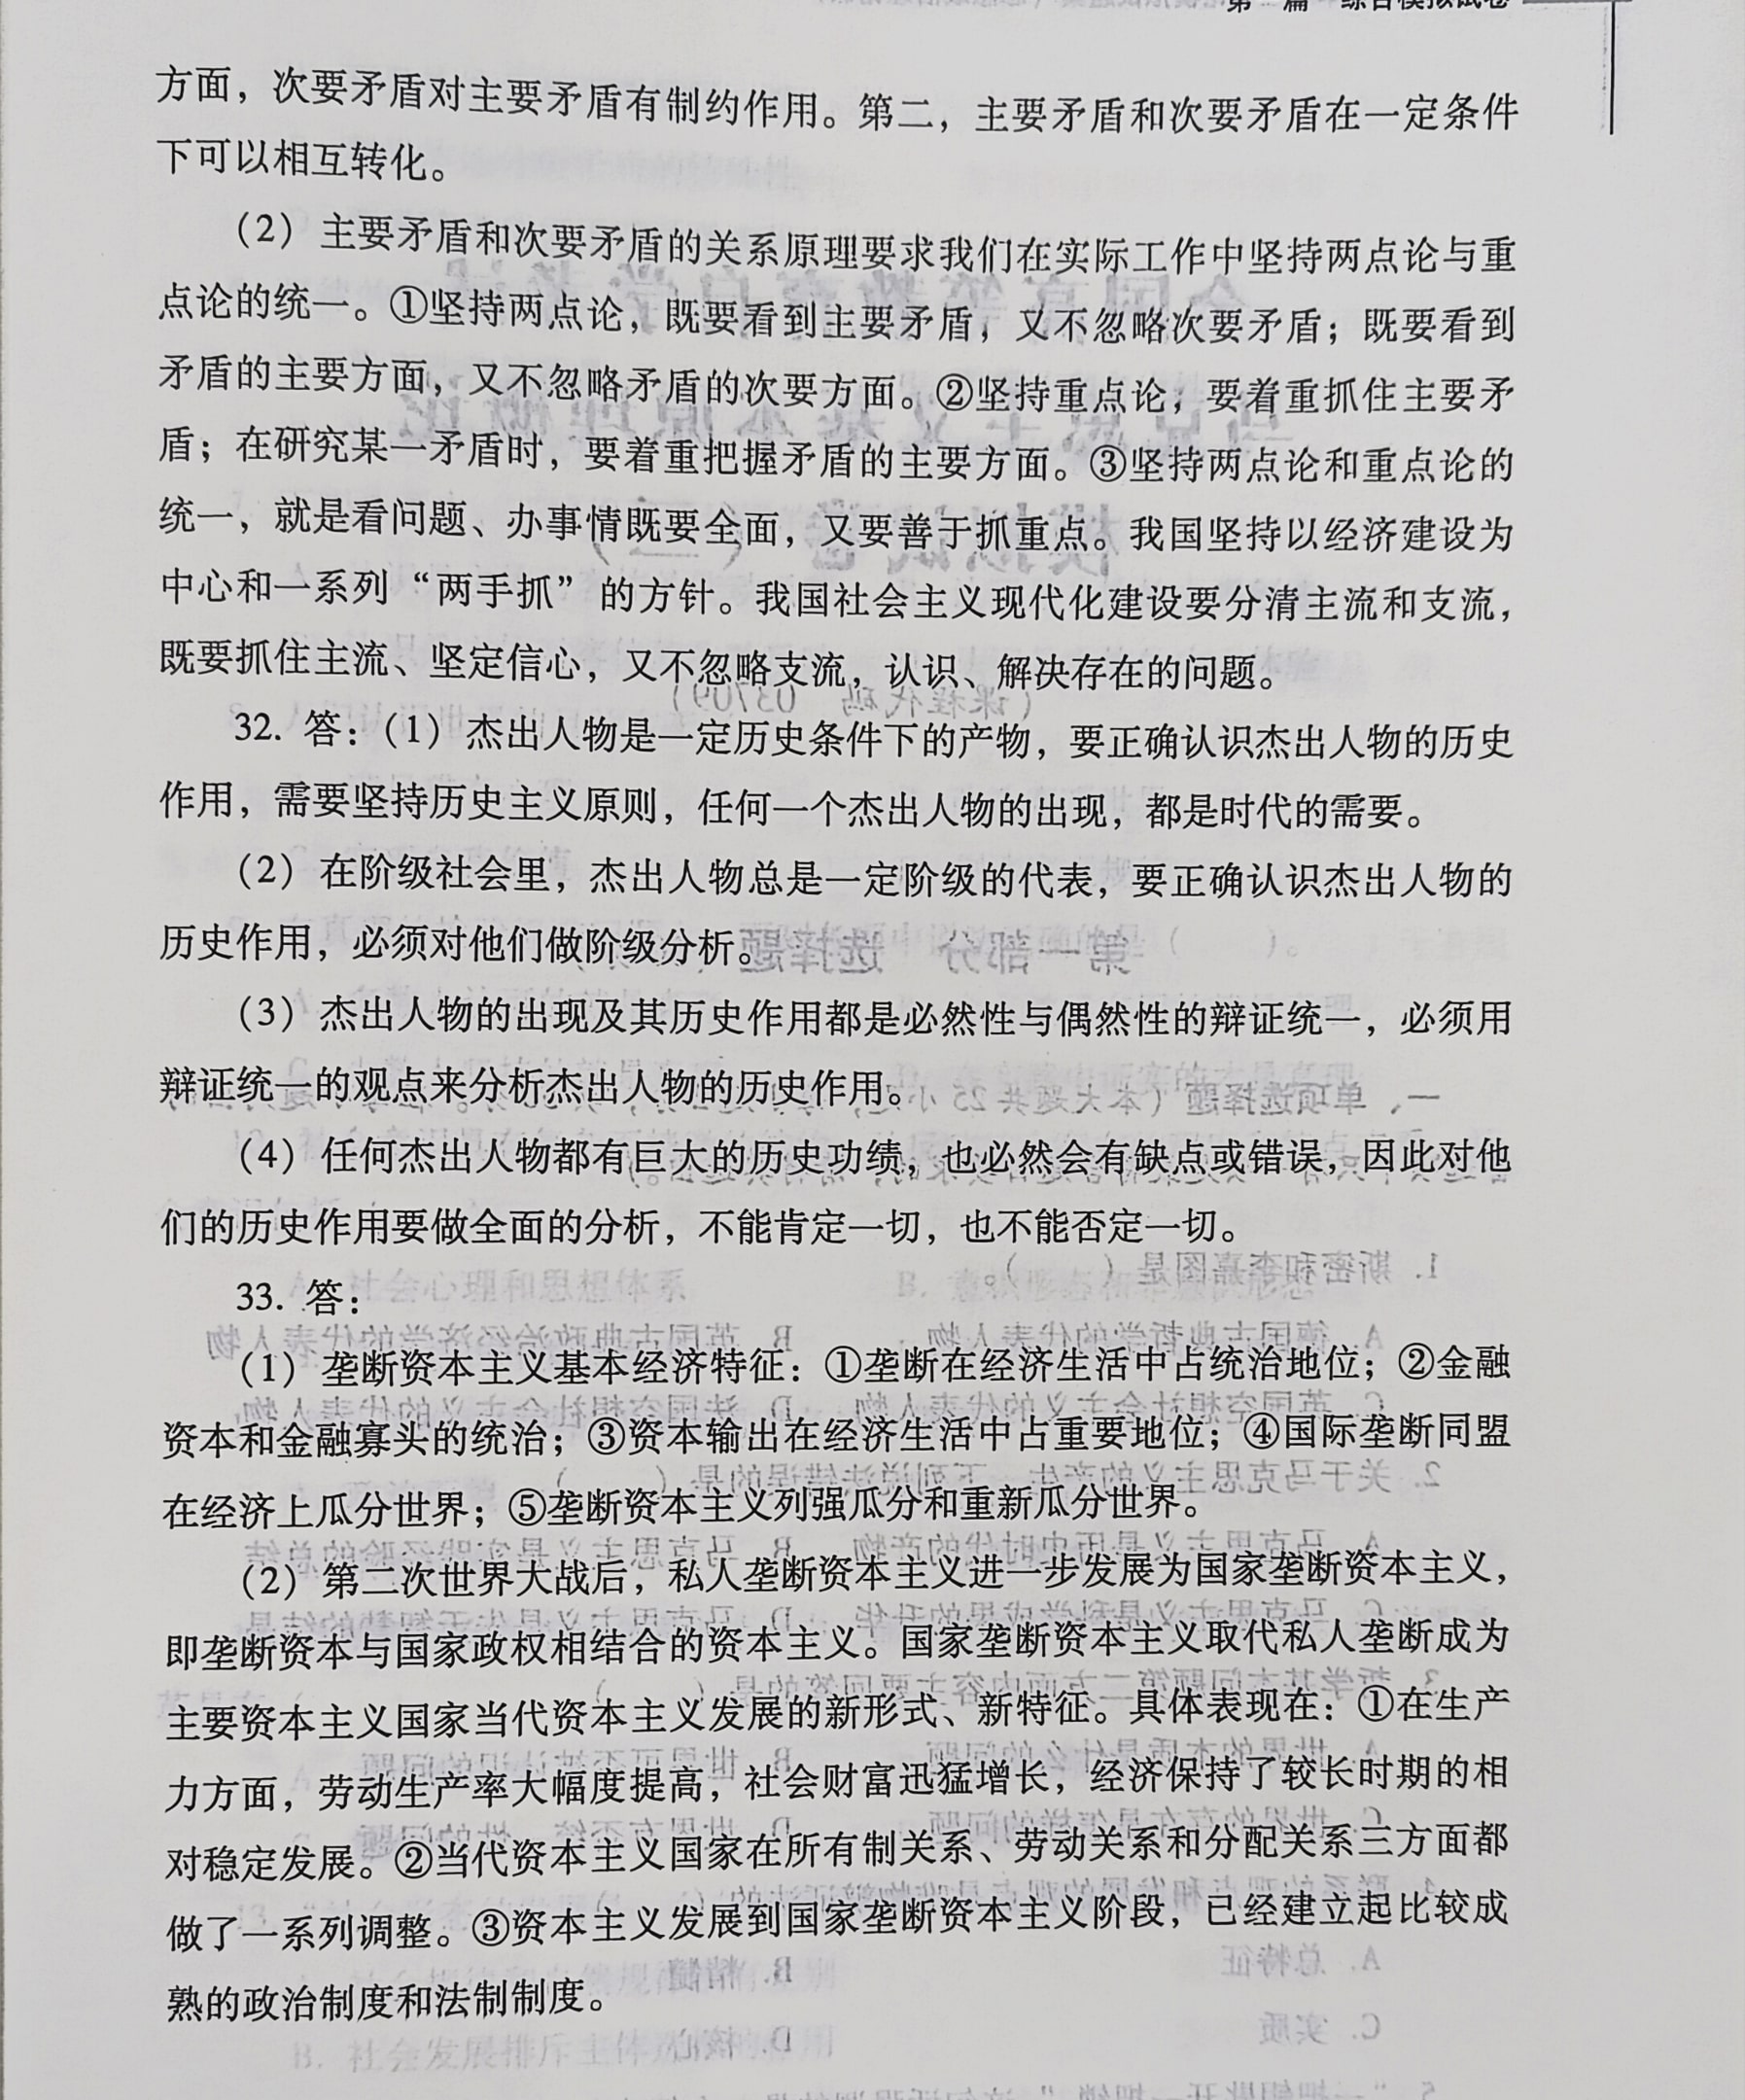 综合模拟试卷
方面，次要矛盾对主要矛盾有制约作用。第二，主要矛盾和次要矛盾在一定条件
下可以相互转化。
（2）主要矛盾和次要矛盾的关系原理要求我们在实际工作中坚持两点论与重
点论的统一。①坚持两点论，既要看到主要矛盾，又不忽略次要矛盾；既要看到
矛盾的主要方面，又不忽略矛盾的次要方面。②坚持重点论，要着重抓住主要矛
盾；在研究某一矛盾时，要着重把握矛盾的主要方面。③坚持两点论和重点论的
统一，就是看问题、办事情既要全面，又要善于抓重点。我国坚持以经济建设为
中心和一系列“两手抓”的方针。我国社会主义现代化建设要分清主流和支流，
既要抓住主流、坚定信心，又不忽略支流，认识、解决存在的问题。
32. 答：（1）杰出人物是一定历史条件下的产物，要正确认识杰出人物的历史
作用，需要坚持历史主义原则，任何一个杰出人物的出现，都是时代的需要。
（2）在阶级社会里，杰出人物总是一定阶级的代表，要正确认识杰出人物的
历史作用，必须对他们做阶级分析。
（3）杰出人物的出现及其历史作用都是必然性与偶然性的辩证统一，必须用
辩证统一的观点来分析杰出人物的历史作用。
（4）任何杰出人物都有巨大的历史功绩，也必然会有缺点或错误，因此对他
们的历史作用要做全面的分析，不能肯定一切，也不能否定一切。
33. 答：
（1）垄断资本主义基本经济特征：①垄断在经济生活中占统治地位；②金融
资本和金融寡头的统治；③资本输出在经济生活中占重要地位；④国际垄断同盟
在经济上瓜分世界；⑤垄断资本主义列强瓜分和重新瓜分世界。
（2）第二次世界大战后，私人垄断资本主义进一步发展为国家垄断资本主义，
即垄断资本与国家政权相结合的资本主义。国家垄断资本主义取代私人垄断成为
主要资本主义国家当代资本主义发展的新形式、新特征。具体表现在：①在生产
力方面，劳动生产率大幅度提高，社会财富迅猛增长，经济保持了较长时期的相
对稳定发展。②当代资本主义国家在所有制关系、劳动关系和分配关系三方面都
做了一系列调整。③资本主义发展到国家垄断资本主义阶段，已经建立起比较成
熟的政治制度和法制制度。